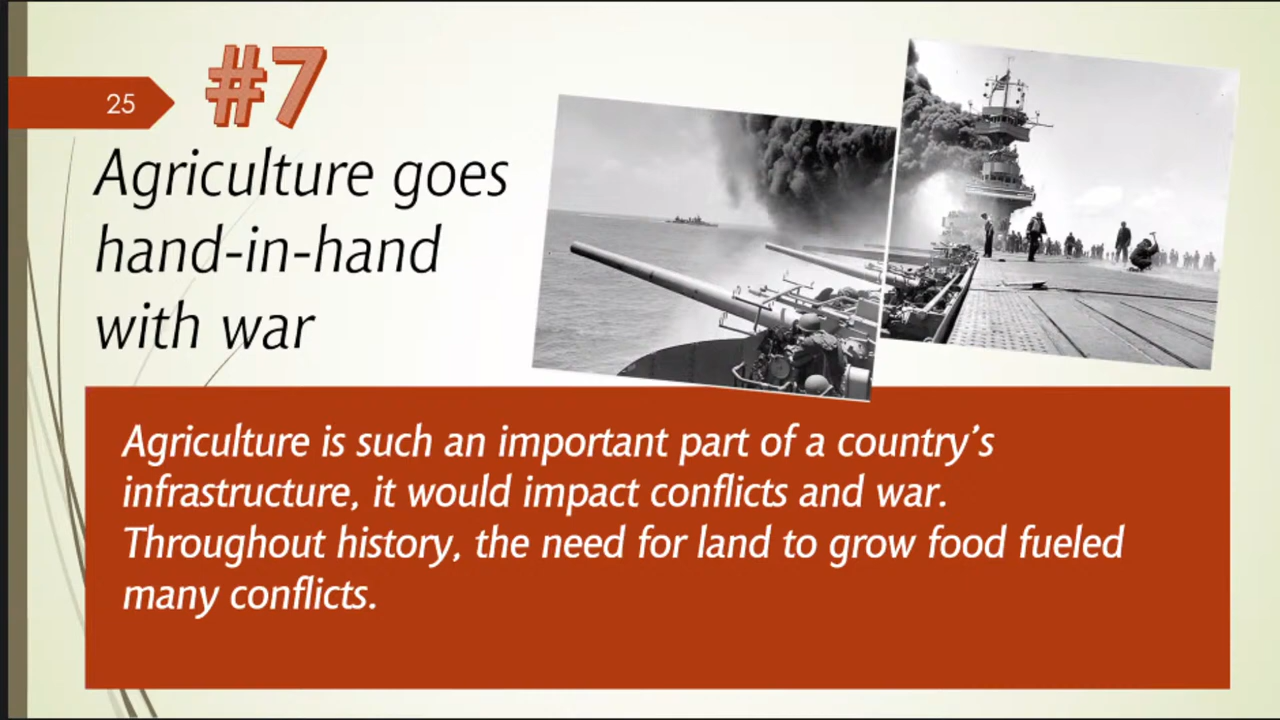 25
#7
Agriculture goes
hand-in-hand
with war
Agriculture is such an important part of a country’s
infrastructure, it would impact conflicts and war.
Throughout history, the need for land to grow food fueled
many conflicts.